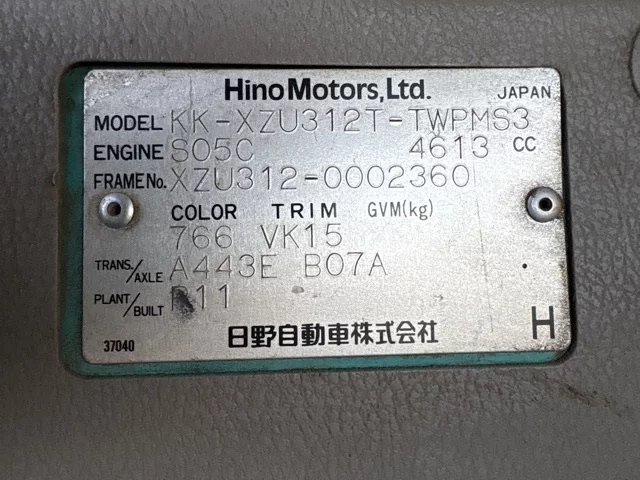 Hino Motors, Ltd. JAPAN
MODEL KK-XZU312T-TWPMS3
ENGINE S05C 4613 CC
FRAME No. XZU312-0002360
COLOR TRIM GVM(kg)
766 VK15
TRANS./AXLE A443E B07A
PLANT/BUILT 11
37040 日野自動車株式会社 H